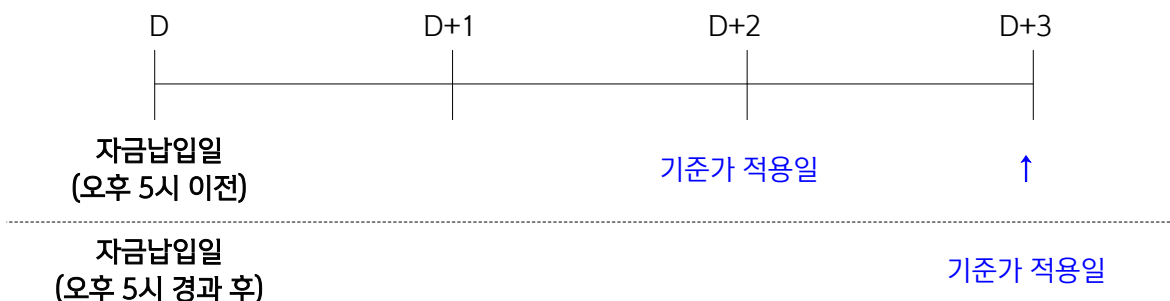 D D+1 D+2 D+3
자금납입일
(오후 5시 이전)
기준가 적용일 ↑
자금납입일
(오후 5시 경과 후)
기준가 적용일